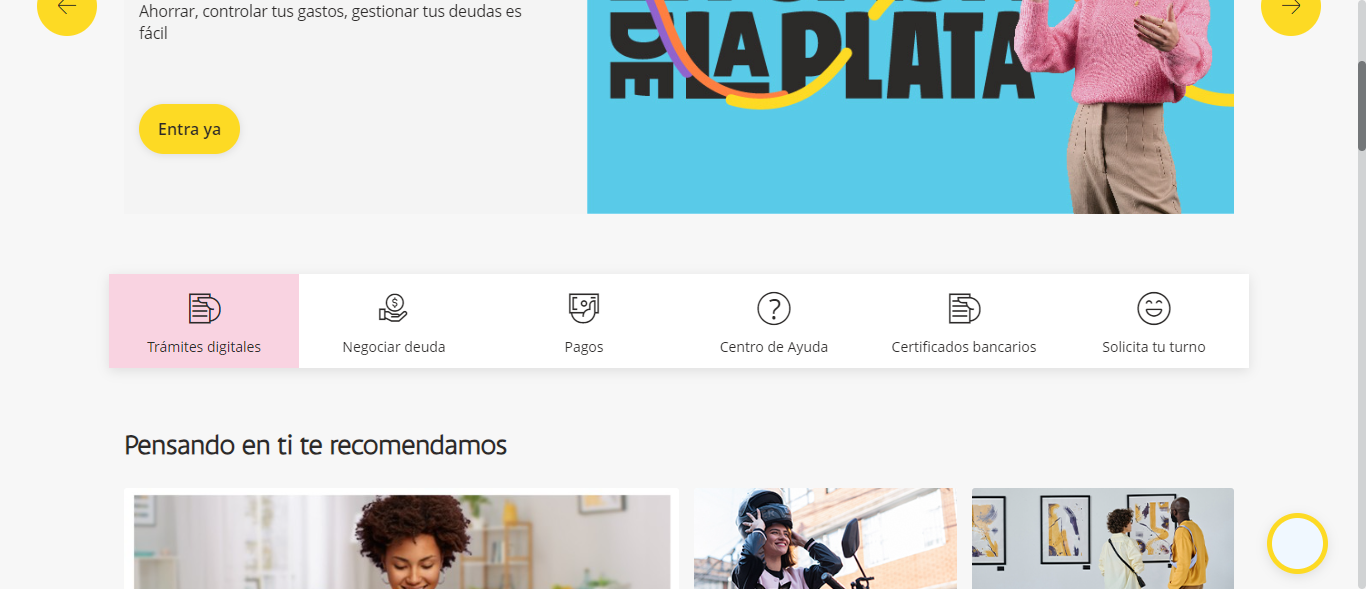 Ahorrar, controlar tus gastos, gestionar tus deudas es
fácil
DE LA PLATA
Entra ya
Trámites digitales
Negociar deuda
Pagos
Centro de Ayuda
Certificados bancarios
Solicita tu turno
Pensando en ti te recomendamos